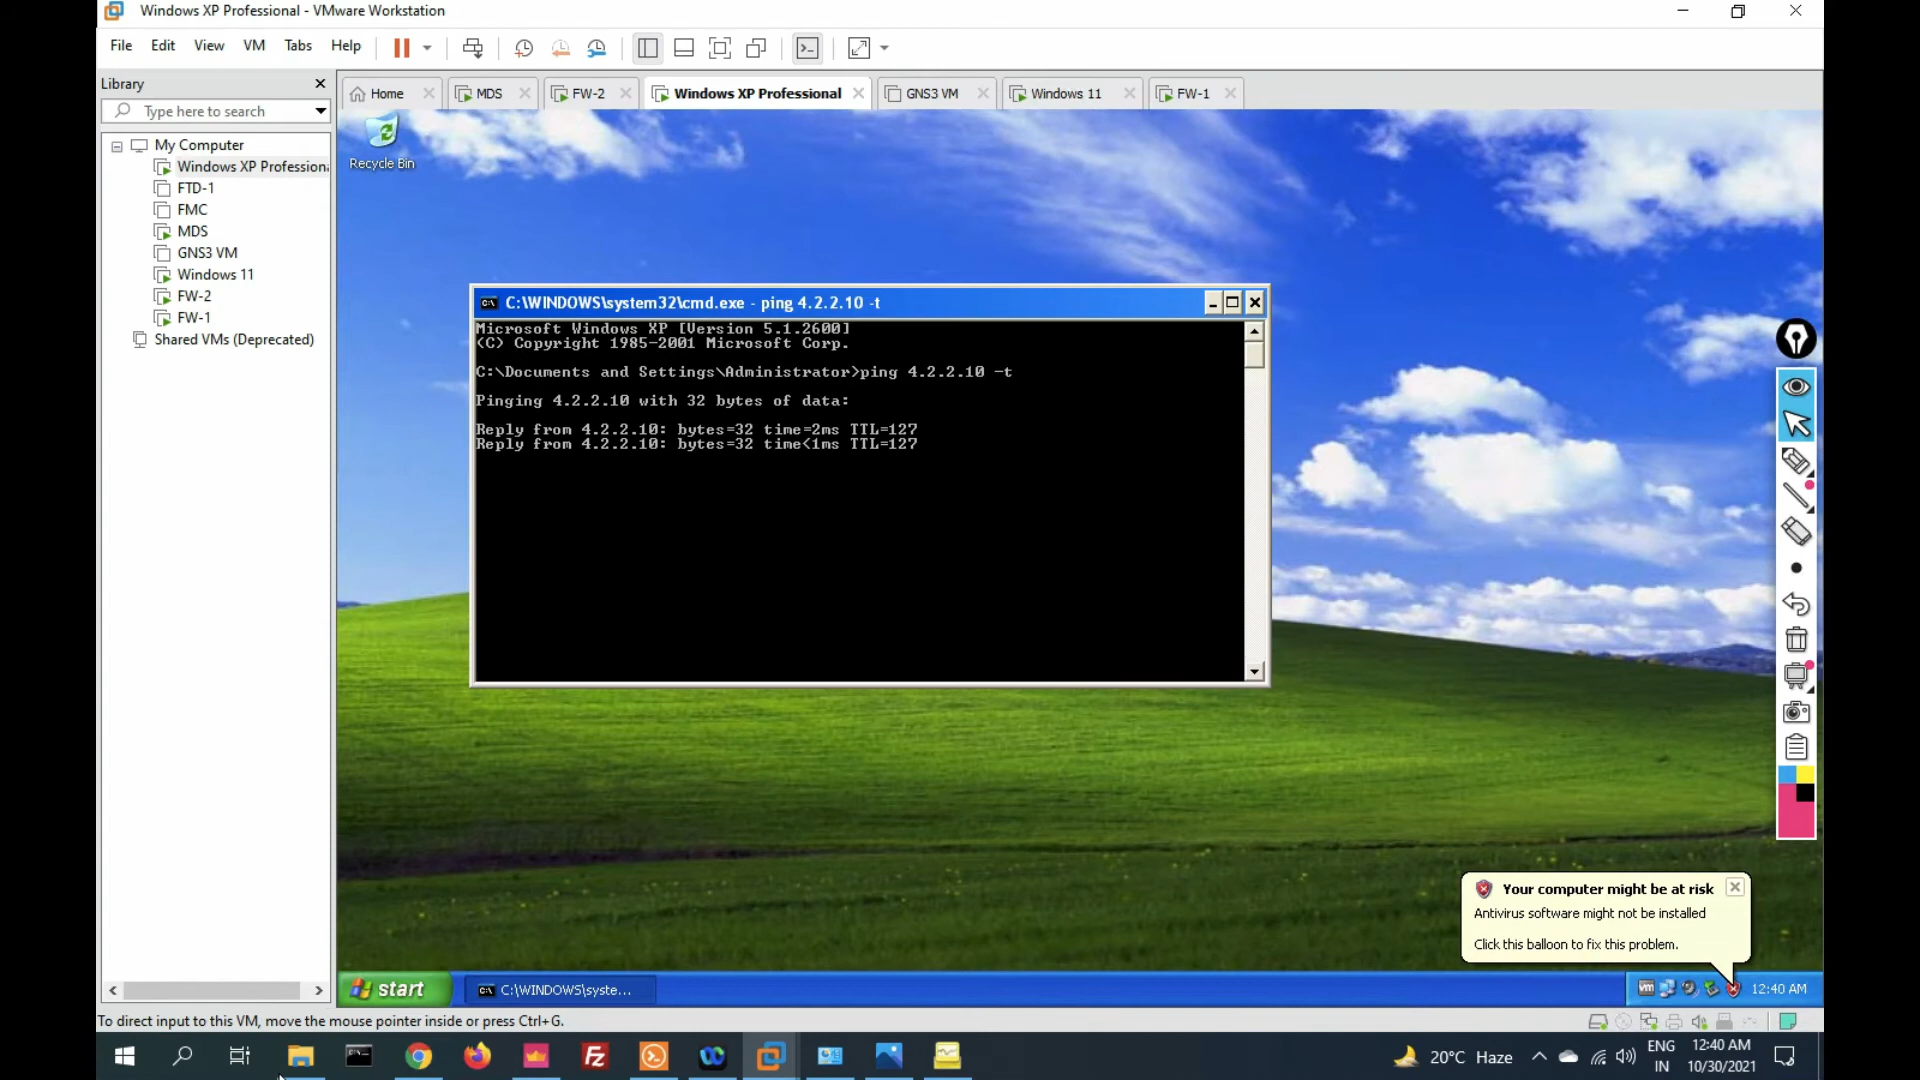 Windows XP Professional - VMware Workstation
File Edit View VM Tabs Help
Library
Type here to search
Home MDS FW-2 Windows XP Professional GNS3 VM Windows 11 FW-1
My Computer
Windows XP Professiona
FTD-1
FMC
MDS
GNS3 VM
Windows 11
FW-2
FW-1
Shared VMs (Deprecated)
Recycle Bin
C:\WINDOWS\system32\cmd.exe - ping 4.2.2.10 -t
Microsoft Windows XP [Version 5.1.2600]
(C) Copyright 1985-2001 Microsoft Corp.
C:\Documents and Settings\Administrator>ping 4.2.2.10 -t
Pinging 4.2.2.10 with 32 bytes of data:
Reply from 4.2.2.10: bytes=32 time=2ms TTL=127
Reply from 4.2.2.10: bytes=32 time<1ms TTL=127
Your computer might be at risk
Antivirus software might not be installed
Click this balloon to fix this problem.
start C:\WINDOWS\syste... vm 12:40 AM
To direct input to this VM, move the mouse pointer inside or press Ctrl+G.
20°C Haze ENG IN 12:40 AM 10/30/2021